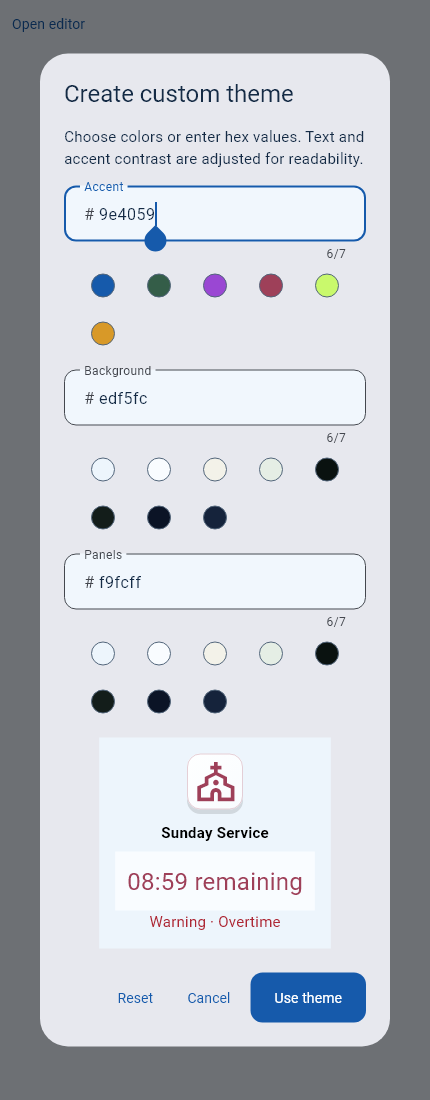 Open editor
Create custom theme
Choose colors or enter hex values. Text and
accent contrast are adjusted for readability.
Accent
# 9e4059
6/7
Background
# edf5fc
6/7
Panels
# f9fcff
6/7
Sunday Service
08:59 remaining
Warning · Overtime
Reset
Cancel
Use theme